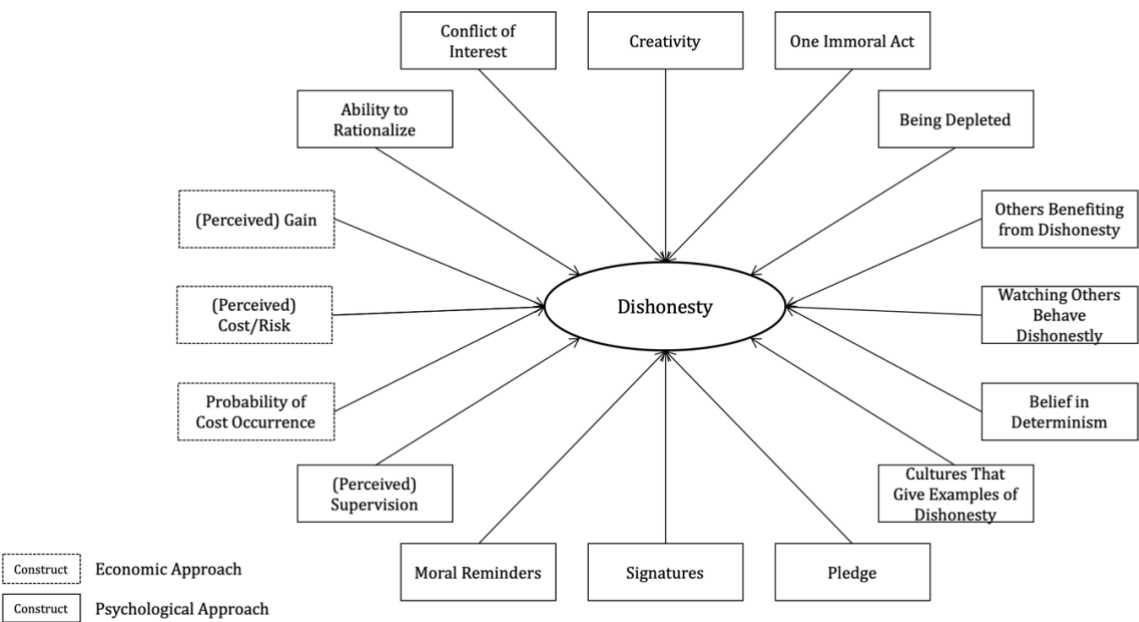 Conflict of
Interest
Creativity
One Immoral Act
Ability to
Rationalize
Being Depleted
(Perceived) Gain
Others Benefiting
from Dishonesty
(Perceived)
Cost/Risk
Dishonesty
Watching Others
Behave
Dishonestly
Probability of
Cost Occurrence
Belief in
Determinism
(Perceived)
Supervision
Cultures That
Give Examples of
Dishonesty
Moral Reminders
Signatures
Pledge
Construct
Economic Approach
Construct
Psychological Approach